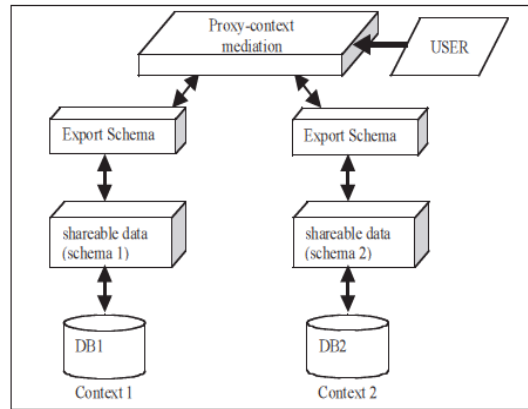 Proxy-context
mediation
USER
Export Schema
Export Schema
shareable data
(schema 1)
shareable data
(schema 2)
DB1
DB2
Context 1
Context 2